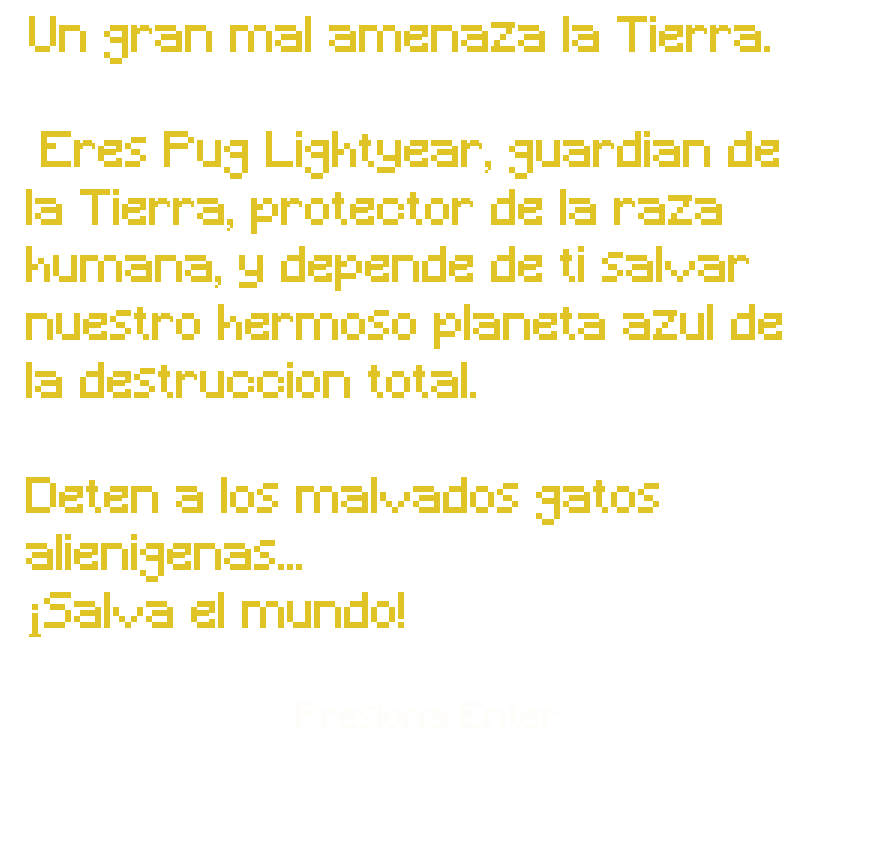 Un gran mal amenaza la Tierra.
Eres Pug Lightyear, guardian de
la Tierra, protector de la raza
humana, y depende de ti salvar
nuestro hermoso planeta azul de
la destruccion total.
Deten a los malvados gatos
alienigenas...
¡Salva el mundo!
Presiona Enter